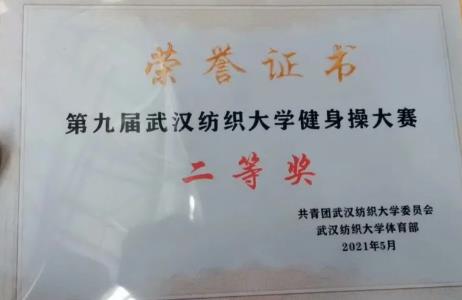 荣誉证书
第九届武汉纺织大学健身操大赛
二等奖
共青团武汉纺织大学委员会
武汉纺织大学体育部
2021年5月